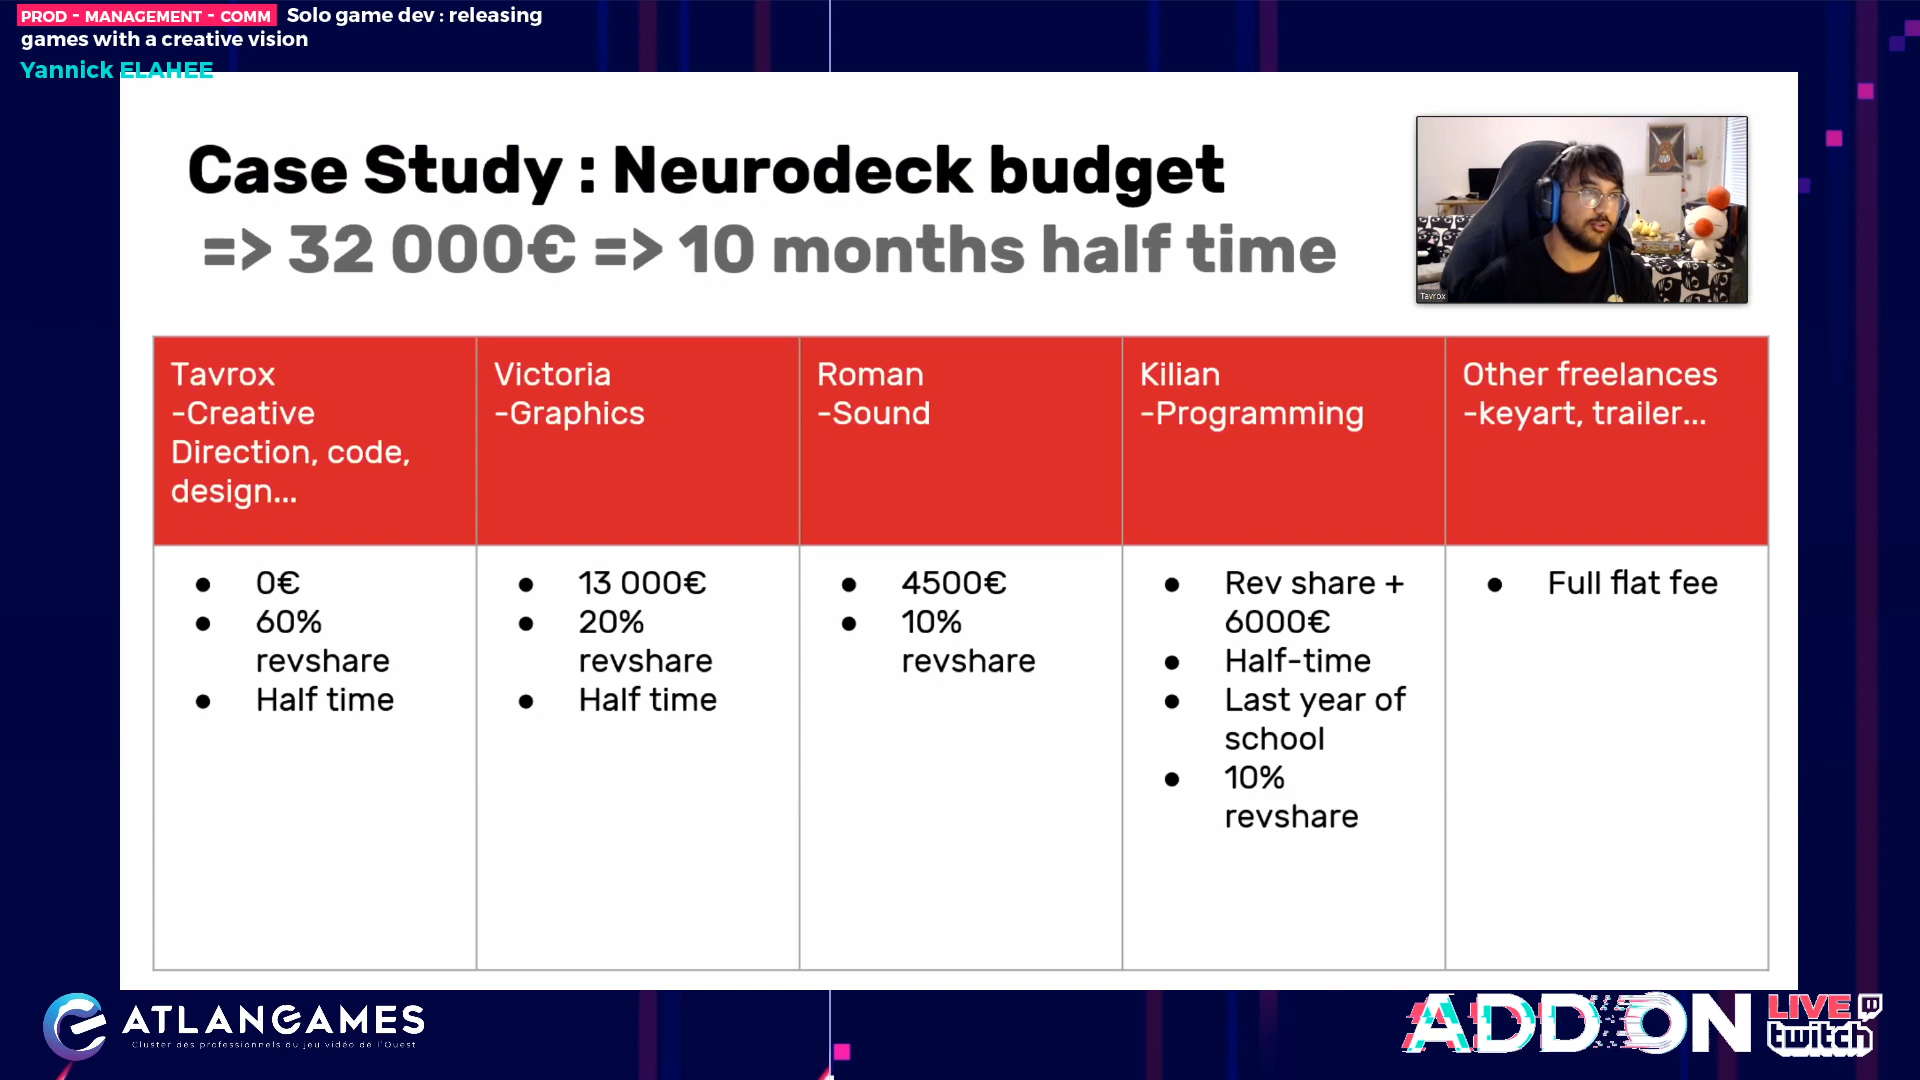 PROD - MANAGEMENT - COMM Solo game dev : releasing
games with a creative vision
Yannick ELAHEE
Case Study : Neurodeck budget
=> 32 000€ => 10 months half time
Tavrox
Tavrox
-Creative
Direction, code,
design...
Victoria
-Graphics
Roman
-Sound
Kilian
-Programming
Other freelances
-keyart, trailer...
● 0€
● 60%
revshare
● Half time
● 13 000€
● 20%
revshare
● Half time
● 4500€
● 10%
revshare
● Rev share +
6000€
● Half-time
● Last year of
school
● 10%
revshare
● Full flat fee
ATLANGAMES
Cluster des professionnels du jeu vidéo de l'Ouest
ADD ON
LIVE
twitch